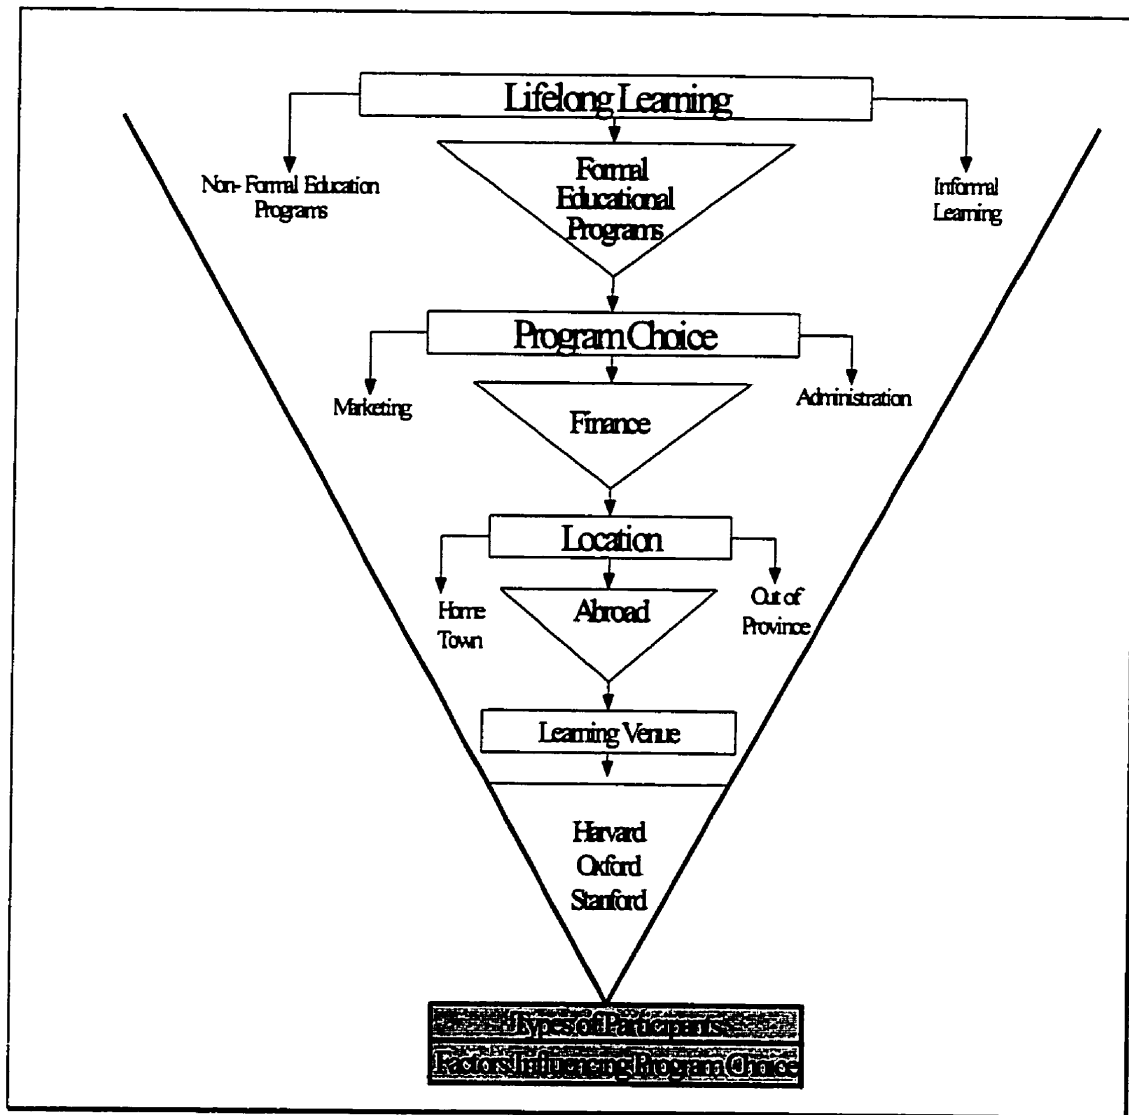 Lifelong Learning
Non-Formal Education
Programs
Formal
Educational
Programs
Informal
Learning
Program Choice
Marketing
Finance
Administration
Location
Home
Town
Abroad
Out of
Province
Learning Venue
Harvard
Oxford
Stanford
Types of Participants
Factors Influencing Program Choice